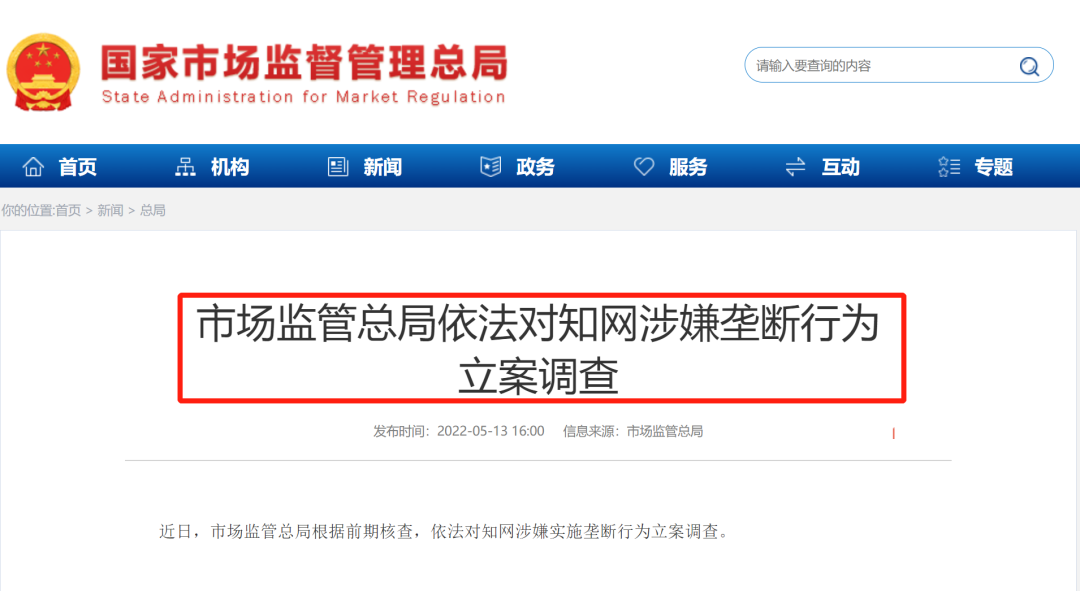 国家市场监督管理总局
State Administration for Market Regulation
请输入要查询的内容
首页 机构 新闻 政务 服务 互动 专题
你的位置:首页 > 新闻 > 总局
市场监管总局依法对知网涉嫌垄断行为
立案调查
发布时间：2022-05-13 16:00 信息来源：市场监管总局
近日，市场监管总局根据前期核查，依法对知网涉嫌实施垄断行为立案调查。